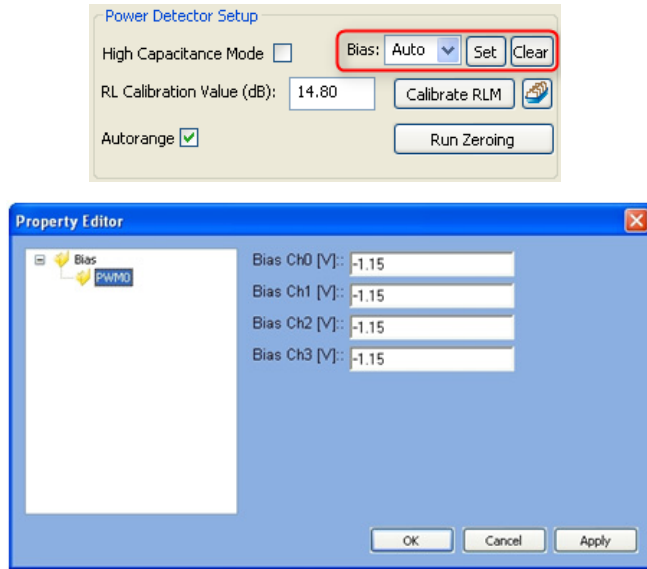 Power Detector Setup
High Capacitance Mode Bias: Auto Set Clear
RL Calibration Value (dB): 14.80 Calibrate RLM
Autorange Run Zeroing
Property Editor
Bias
PWM0
Bias Ch0 [V]:: -1.15
Bias Ch1 [V]:: -1.15
Bias Ch2 [V]:: -1.15
Bias Ch3 [V]:: -1.15
OK Cancel Apply